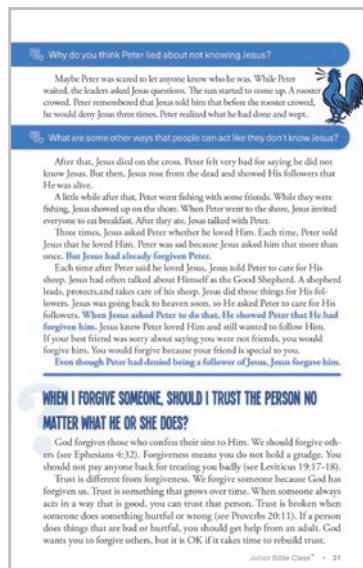 Why do you think Peter lied about not knowing Jesus?
Maybe Peter was scared to let anyone know who he was. While Peter
waited, the leaders asked Jesus questions. The sun started to come up. A rooster
crowed. Peter remembered that Jesus told him that before the rooster crowed,
he would deny Jesus three times. Peter realized what he had done and wept.
What are some other ways that people can act like they don't know Jesus?
After that, Jesus died on the cross. Peter felt very bad for saying he did not
know Jesus. But then, Jesus rose from the dead and showed His followers that
He was alive.
A little while after that, Peter went fishing with some friends. While they were
fishing, Jesus showed up on the shore. When Peter went to the shore, Jesus invited
everyone to eat breakfast. After they ate, Jesus talked with Peter.
Three times, Jesus asked Peter whether he loved Him. Each time, Peter told
Jesus that he loved Him. Peter was sad because Jesus asked him that more than
once. But Jesus had already forgiven Peter.
Each time after Peter said he loved Jesus, Jesus told Peter to care for His
sheep. Jesus had often talked about Himself as the Good Shepherd. A shepherd
leads, protects,and takes care of his sheep. Jesus did those things for His fol-
lowers. Jesus was going back to heaven soon, so He asked Peter to care for His
followers. When Jesus asked Peter to do that, He showed Peter that He had
forgiven him. Jesus knew Peter loved Him and still wanted to follow Him.
If your best friend was sorry about saying you were not friends, you would
forgive him. You would forgive because your friend is special to you.
Even though Peter had denied being a follower of Jesus, Jesus forgave him.
?
WHEN I FORGIVE SOMEONE, SHOULD I TRUST THE PERSON NO
MATTER WHAT HE OR SHE DOES?
God forgives those who confess their sins to Him. We should forgive oth-
ers (see Ephesians 4:32). Forgiveness means you do not hold a grudge. You
should not pay anyone back for treating you badly (see Leviticus 19:17-18).
Trust is different from forgiveness. We forgive someone because God has
forgiven us. Trust is something that grows over time. When someone always
acts in a way that is good, you can trust that person. Trust is broken when
someone does something hurtful or wrong (see Proverbs 20:11). If a person
does things that are bad or hurtful, you should get help from an adult. God
wants you to forgive others, but it is OK if it takes time to rebuild trust.
Junior Bible Class® • 31